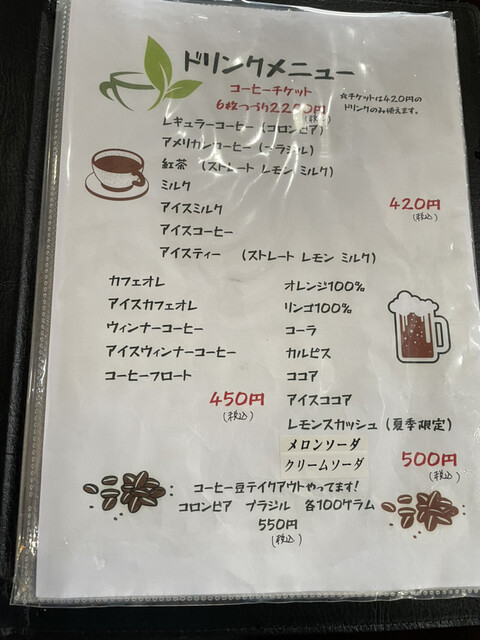 ドリンクメニュー
コーヒーチケット
6枚つづり2200円
(税込)
☆チケットは420円の
ドリンクのみ使えます。
レギュラーコーヒー (コロンビア)
アメリカンコーヒー (ブラジル)
紅茶 (ストレート レモン ミルク)
ミルク
アイスミルク
アイスコーヒー
アイスティー (ストレート レモン ミルク)
420円
(税込)
カフェオレ
アイスカフェオレ
ウィンナーコーヒー
アイスウィンナーコーヒー
コーヒーフロート
450円
(税込)
オレンジ100%
リンゴ100%
コーラ
カルピス
ココア
アイスココア
レモンスカッシュ (夏季限定)
メロンソーダ
クリームソーダ
500円
(税込)
コーヒー豆テイクアウトやってます!
コロンビア ブラジル 各100グラム
550円
(税込)